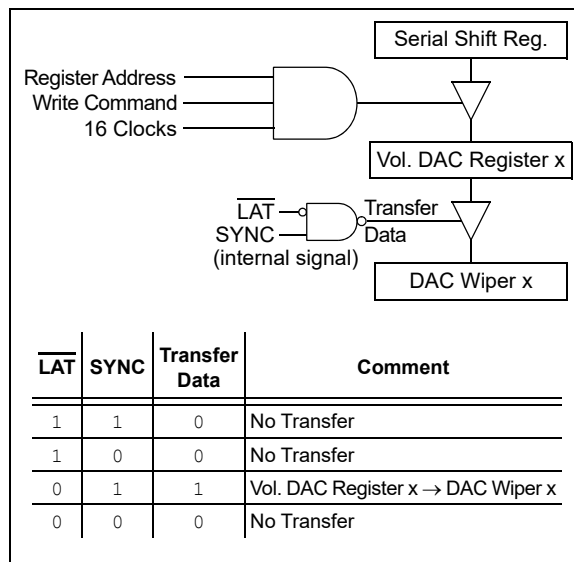 Serial Shift Reg.
Register Address
Write Command
16 Clocks
Vol. DAC Register x
LAT
SYNC
(internal signal)
Transfer
Data
DAC Wiper x
LAT SYNC Transfer Data Comment
1 1 0 No Transfer
1 0 0 No Transfer
0 1 1 Vol. DAC Register x → DAC Wiper x
0 0 0 No Transfer